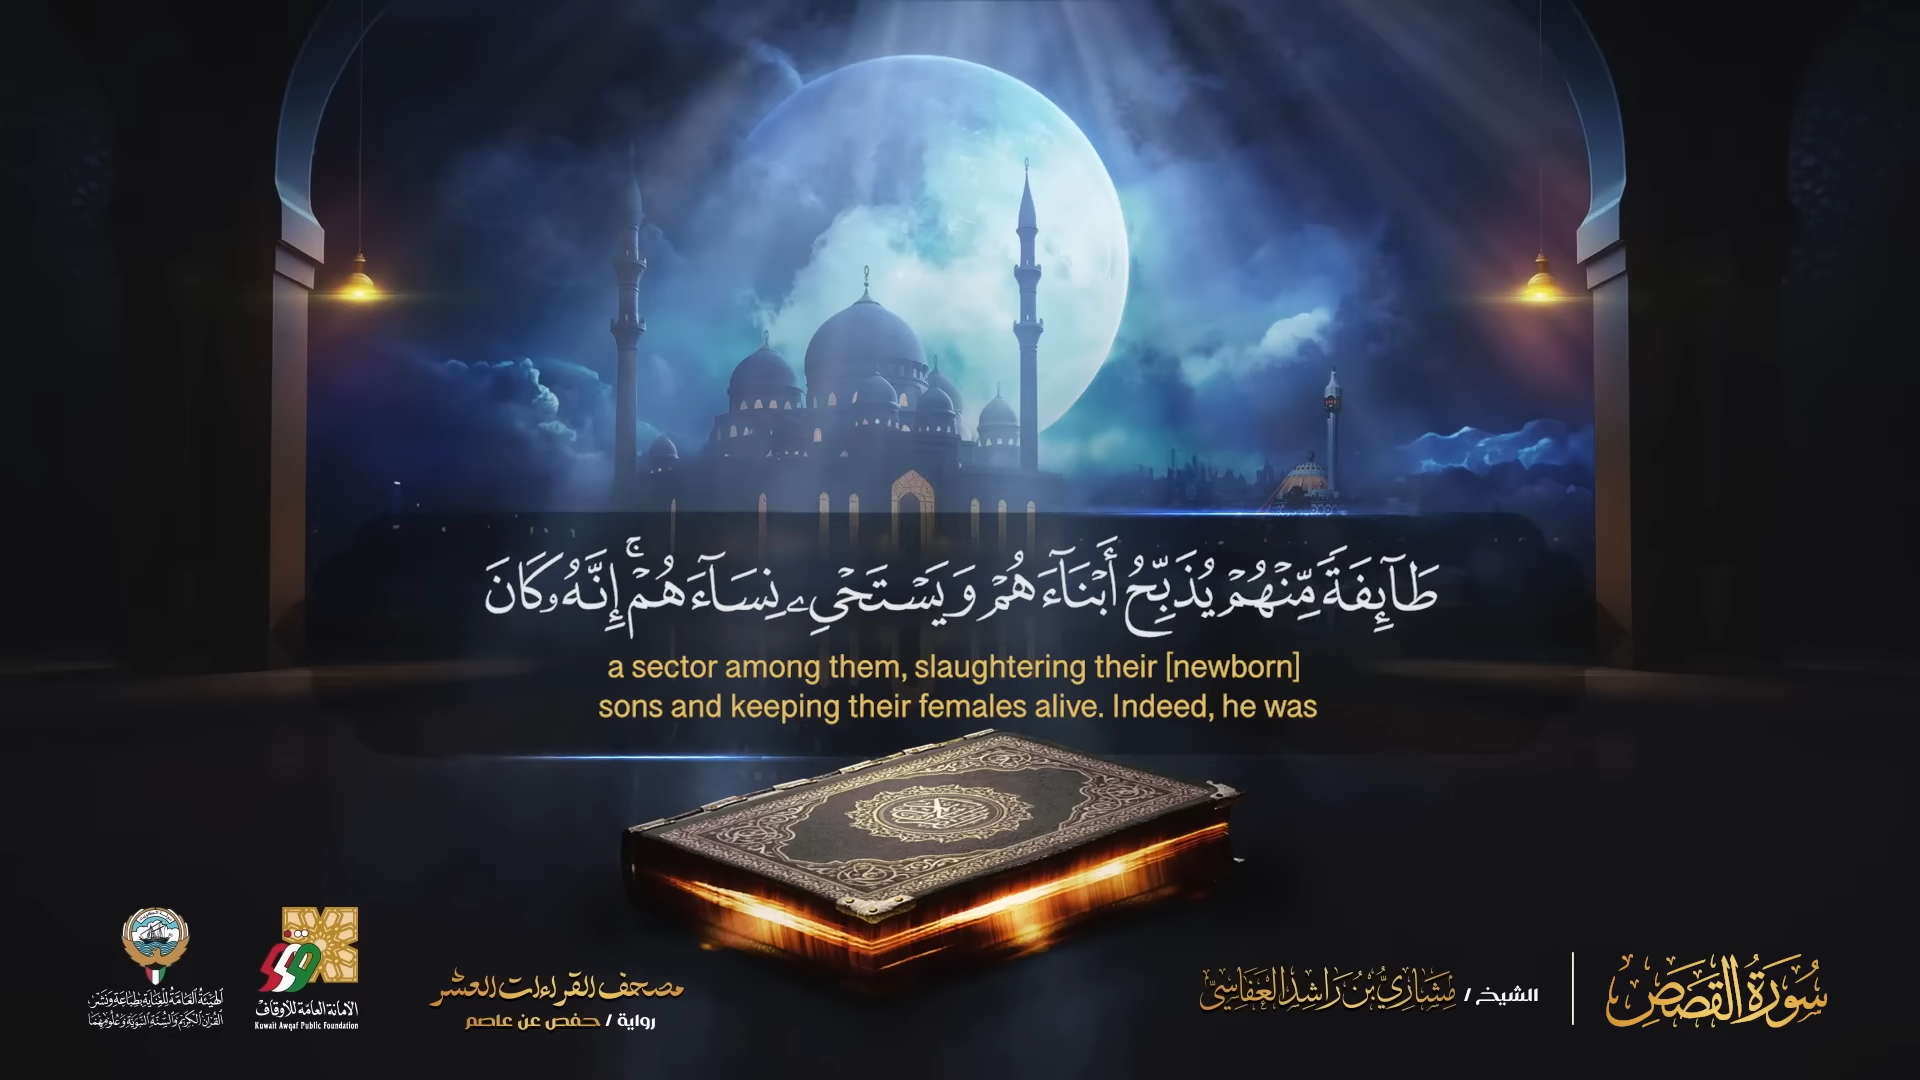 طَآئِفَةً مِّنْهُمْ يُذَبِّحُ أَبْنَآءَهُمْ وَيَسْتَحْىِۦ نِسَآءَهُمْ ۚ إِنَّهُۥ كَانَ
a sector among them, slaughtering their [newborn]
sons and keeping their females alive. Indeed, he was
الهيئة العامة للعناية بطباعة ونشر
القرآن الكريم والسنة النبوية وعلومهما
الأمانة العامة للأوقاف
Kuwait Awqaf Public Foundation
مصحف القراءات العشر
رواية / حفص عن عاصم
الشيخ / مشاري بن راشد العفاسي
سورة القصص